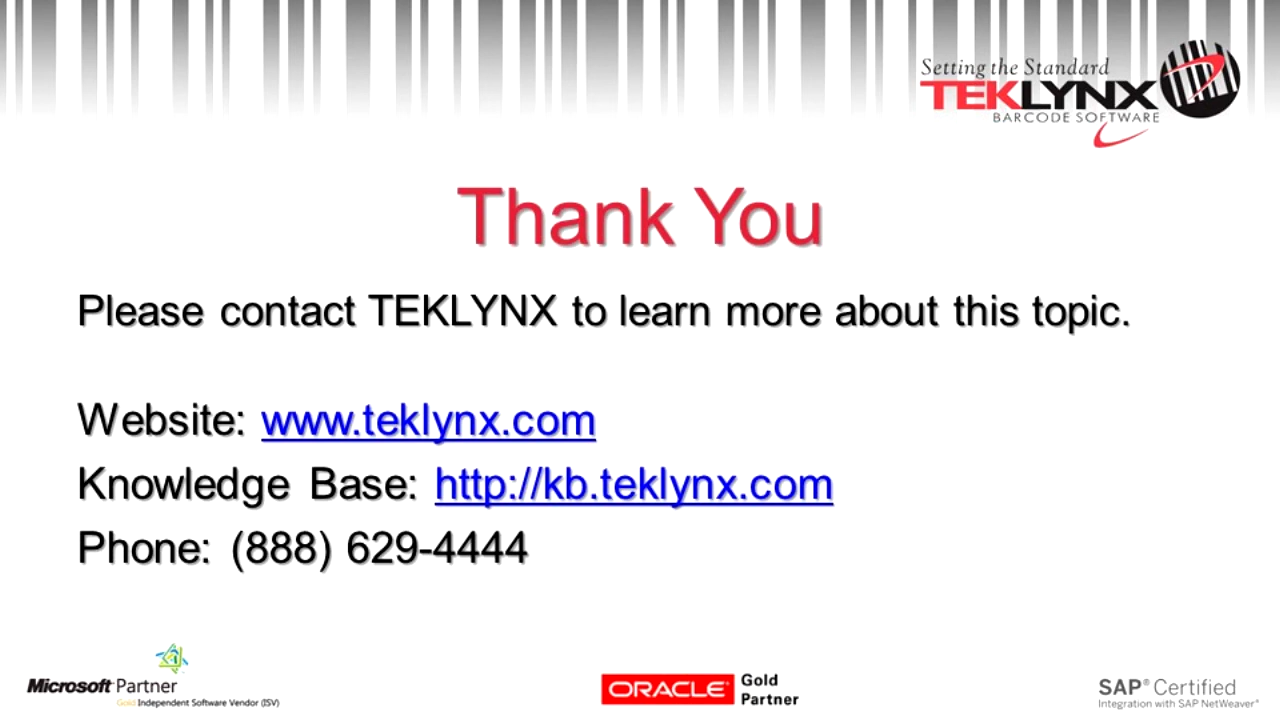 Setting the Standard
TEKLYNX
BARCODE SOFTWARE
Thank You
Please contact TEKLYNX to learn more about this topic.
Website: www.teklynx.com
Knowledge Base: http://kb.teklynx.com
Phone: (888) 629-4444
Microsoft Partner
Gold Independent Software Vendor (ISV)
ORACLE Gold
Partner
SAP® Certified
Integration with SAP NetWeaver®